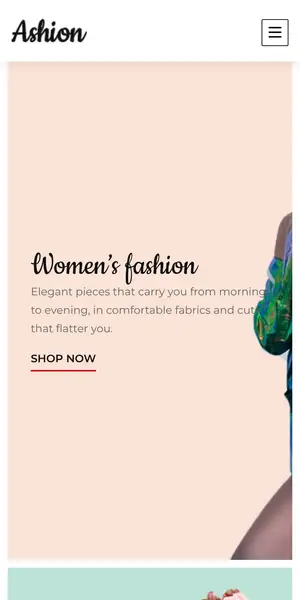 Ashion
Women's fashion
Elegant pieces that carry you from morning
to evening, in comfortable fabrics and cuts
that flatter you.
SHOP NOW